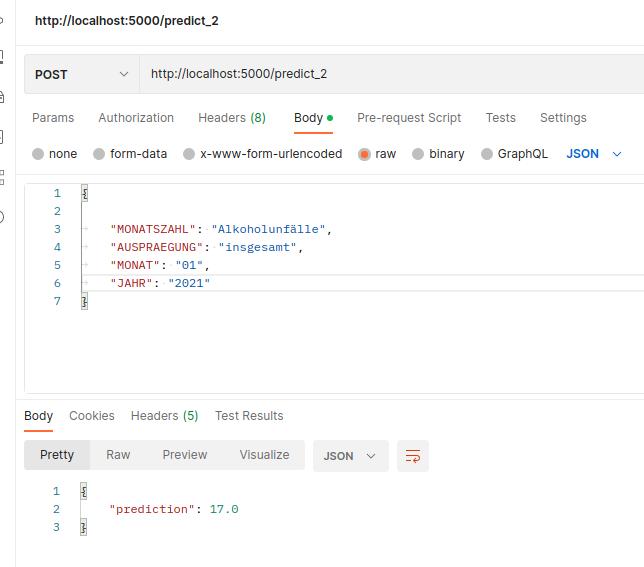 http://localhost:5000/predict_2
POST http://localhost:5000/predict_2
Params Authorization Headers (8) Body Pre-request Script Tests Settings
none form-data x-www-form-urlencoded raw binary GraphQL JSON
1 {
2
3 "MONATSZAHL": "Alkoholunfälle",
4 "AUSPRAEGUNG": "insgesamt",
5 "MONAT": "01",
6 "JAHR": "2021"
7 }
Body Cookies Headers (5) Test Results
Pretty Raw Preview Visualize JSON
1 {
2 "prediction": 17.0
3 }